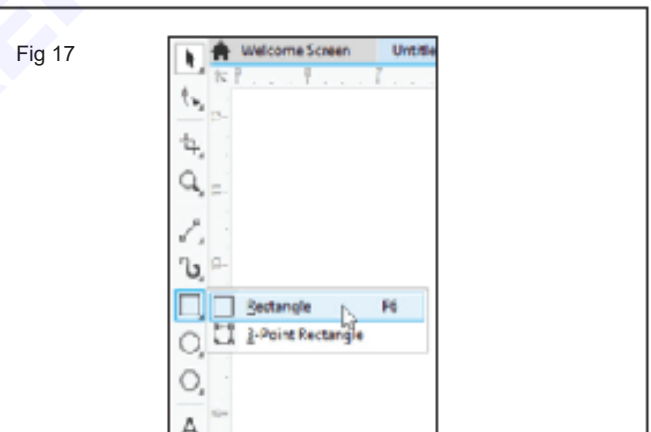 Fig 17
Welcome Screen Untitle
Rectangle F6
3-Point Rectangle
A